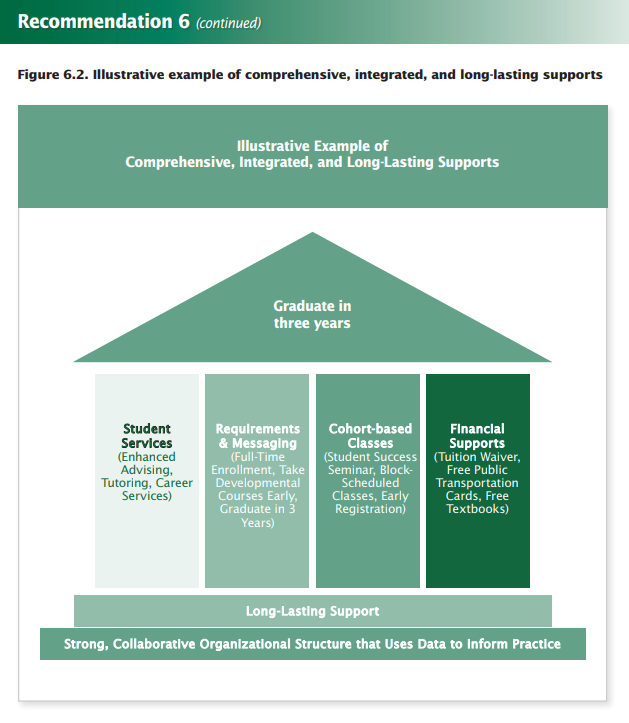 Recommendation 6 (continued)
Figure 6.2. Illustrative example of comprehensive, integrated, and long-lasting supports
Illustrative Example of
Comprehensive, Integrated, and Long-Lasting Supports
Graduate in
three years
Student
Services
(Enhanced
Advising,
Tutoring, Career
Services)
Requirements
& Messaging
(Full-Time
Enrollment, Take
Developmental
Courses Early,
Graduate in 3
Years)
Cohort-based
Classes
(Student Success
Seminar, Block-
Scheduled
Classes, Early
Registration)
Financial
Supports
(Tuition Waiver,
Free Public
Transportation
Cards, Free
Textbooks)
Long-Lasting Support
Strong, Collaborative Organizational Structure that Uses Data to Inform Practice